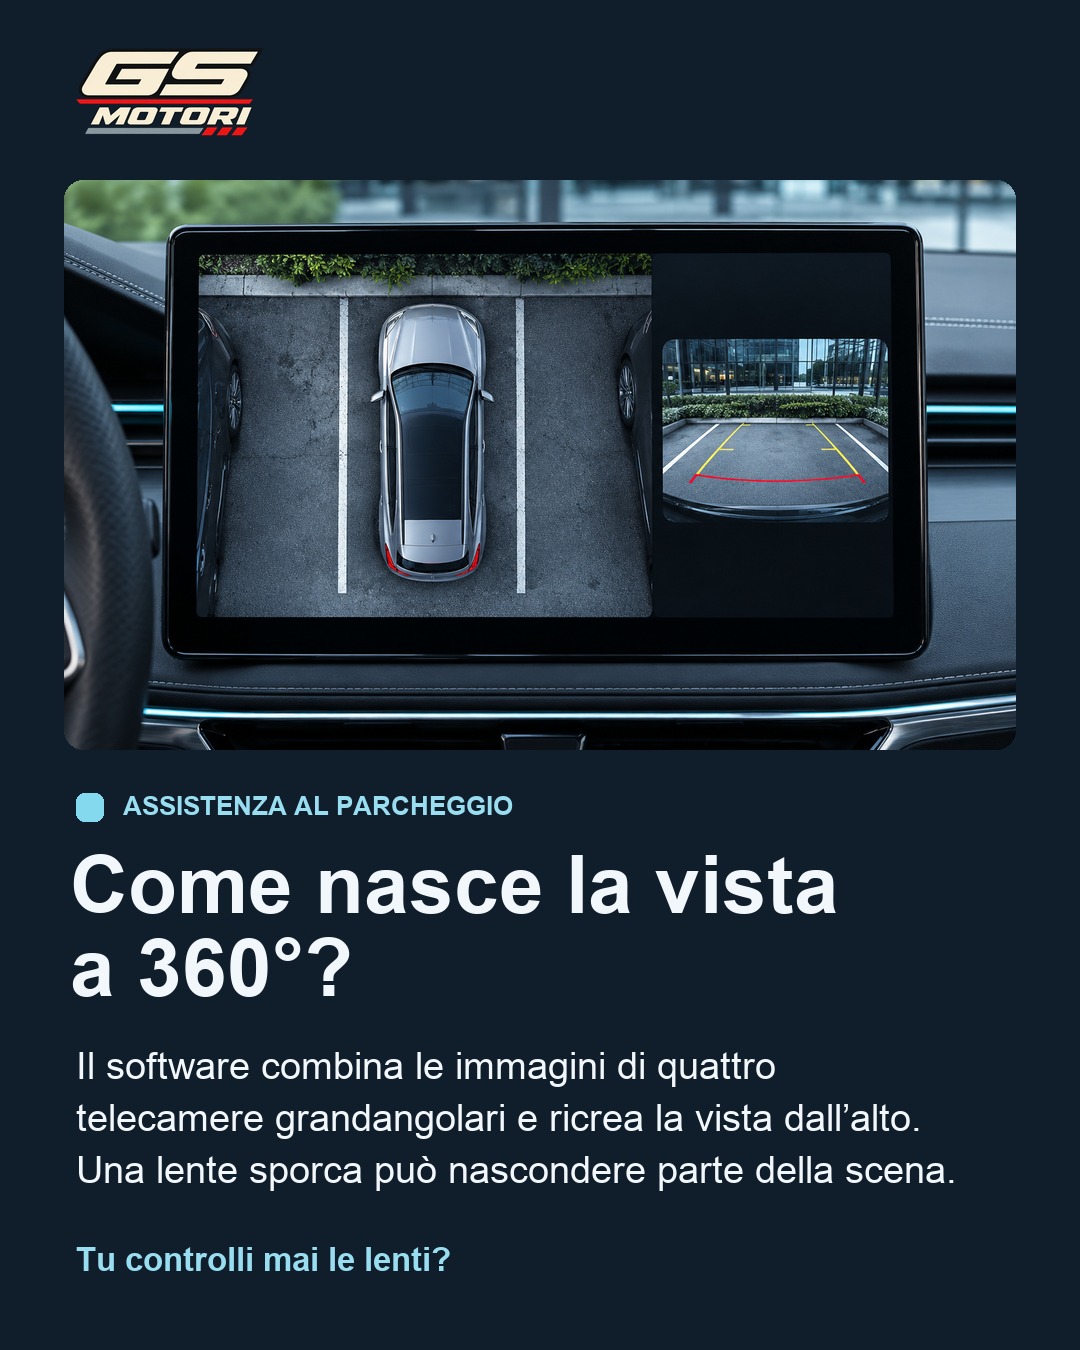 GS
MOTORI
ASSISTENZA AL PARCHEGGIO
Come nasce la vista
a 360°?
Il software combina le immagini di quattro
telecamere grandangolari e ricrea la vista dall’alto.
Una lente sporca può nascondere parte della scena.
Tu controlli mai le lenti?